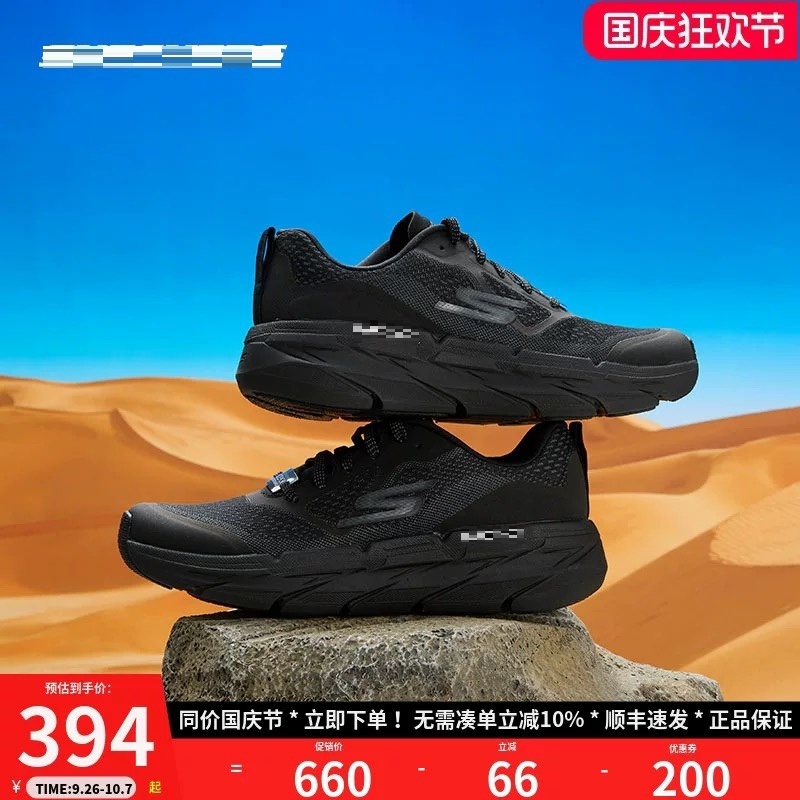 国庆狂欢节
预估到手价：
394
¥ TIME:9.26-10.7 起
同价国庆节 * 立即下单！无需凑单立减10% * 顺丰速发 * 正品保证
促销价 立减 优惠券
= 660 - 66 - 200